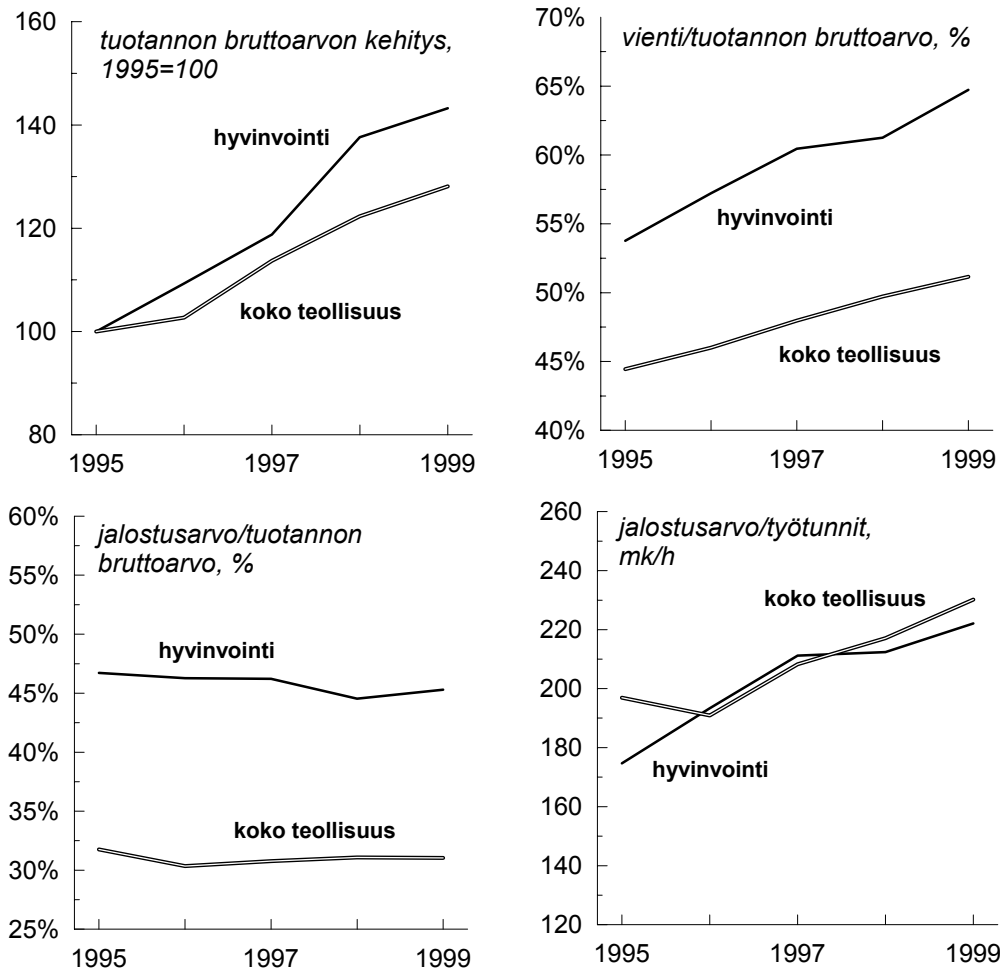 tuotannon bruttoarvon kehitys,
1995=100
160
140
120
100
80
hyvinvointi
koko teollisuus
1995
1997
1999
vienti/tuotannon bruttoarvo, %
70%
65%
60%
55%
50%
45%
40%
hyvinvointi
koko teollisuus
1995
1997
1999
jalostusarvo/tuotannon
bruttoarvo, %
60%
55%
50%
45%
40%
35%
30%
25%
hyvinvointi
koko teollisuus
1995
1997
1999
jalostusarvo/työtunnit,
mk/h
260
240
220
200
180
160
140
120
koko teollisuus
hyvinvointi
1995
1997
1999